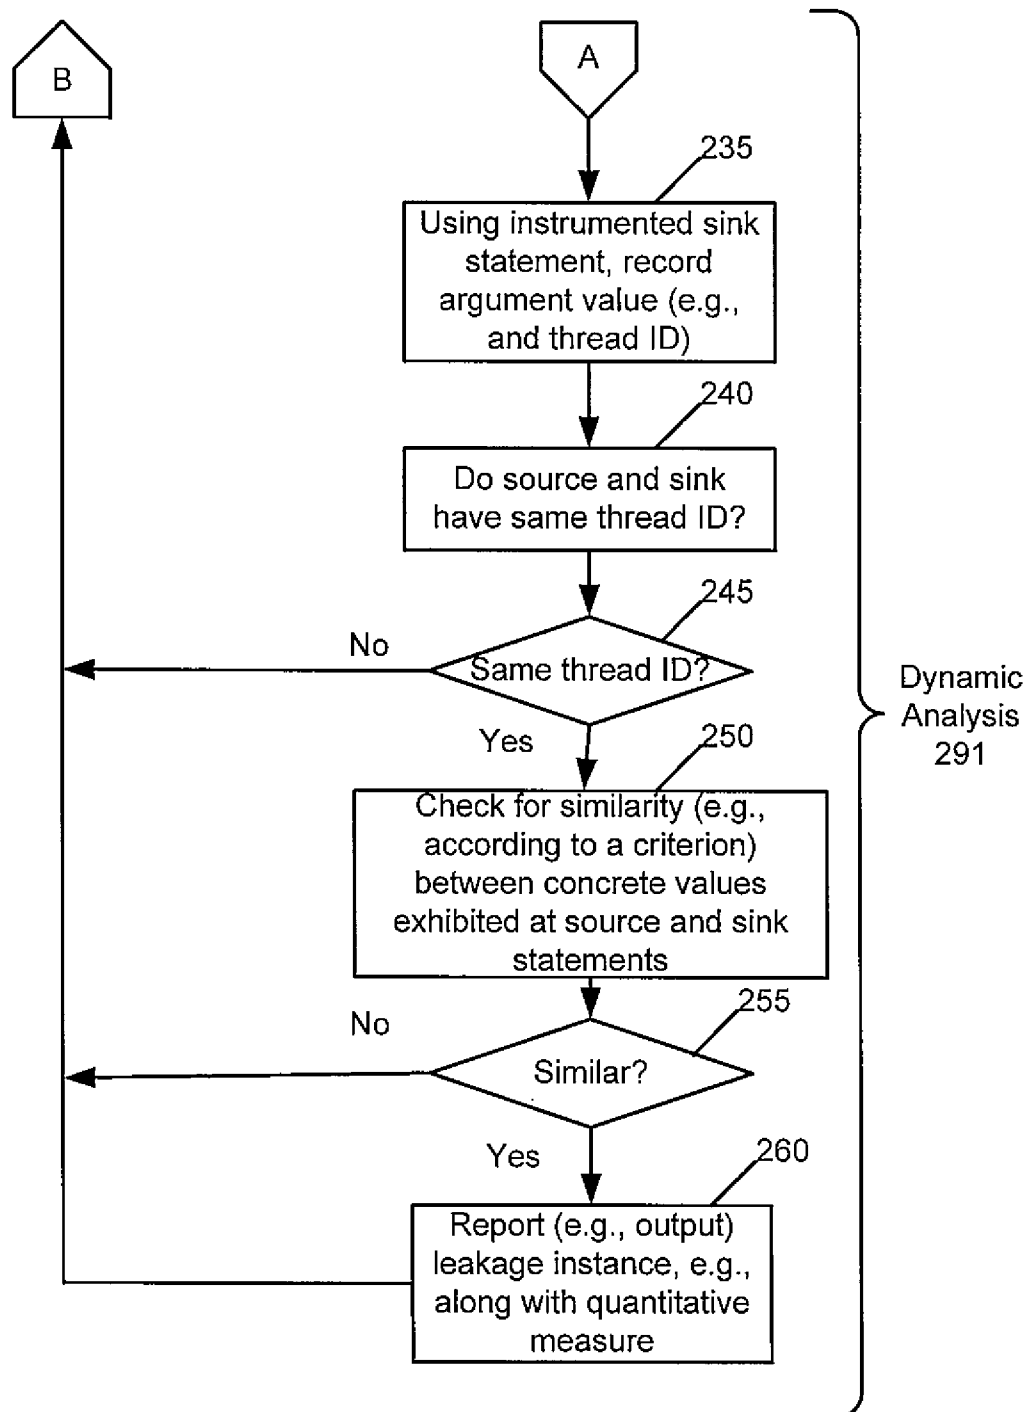 B
A
235
Using instrumented sink
statement, record
argument value (e.g.,
and thread ID)
240
Do source and sink
have same thread ID?
245
No
Same thread ID?
Dynamic
Analysis
291
Yes
250
Check for similarity (e.g.,
according to a criterion)
between concrete values
exhibited at source and sink
statements
255
No
Similar?
Yes
260
Report (e.g., output)
leakage instance, e.g.,
along with quantitative
measure